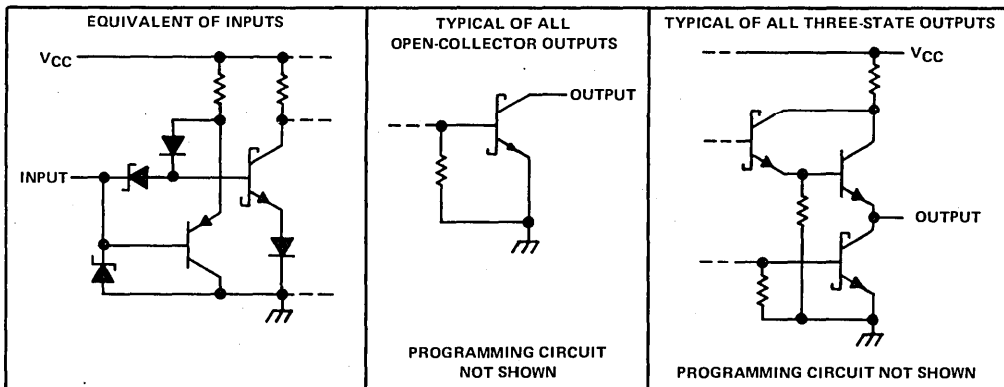 EQUIVALENT OF INPUTS
VCC
INPUT
TYPICAL OF ALL
OPEN-COLLECTOR OUTPUTS
OUTPUT
PROGRAMMING CIRCUIT
NOT SHOWN
TYPICAL OF ALL THREE-STATE OUTPUTS
VCC
OUTPUT
PROGRAMMING CIRCUIT NOT SHOWN